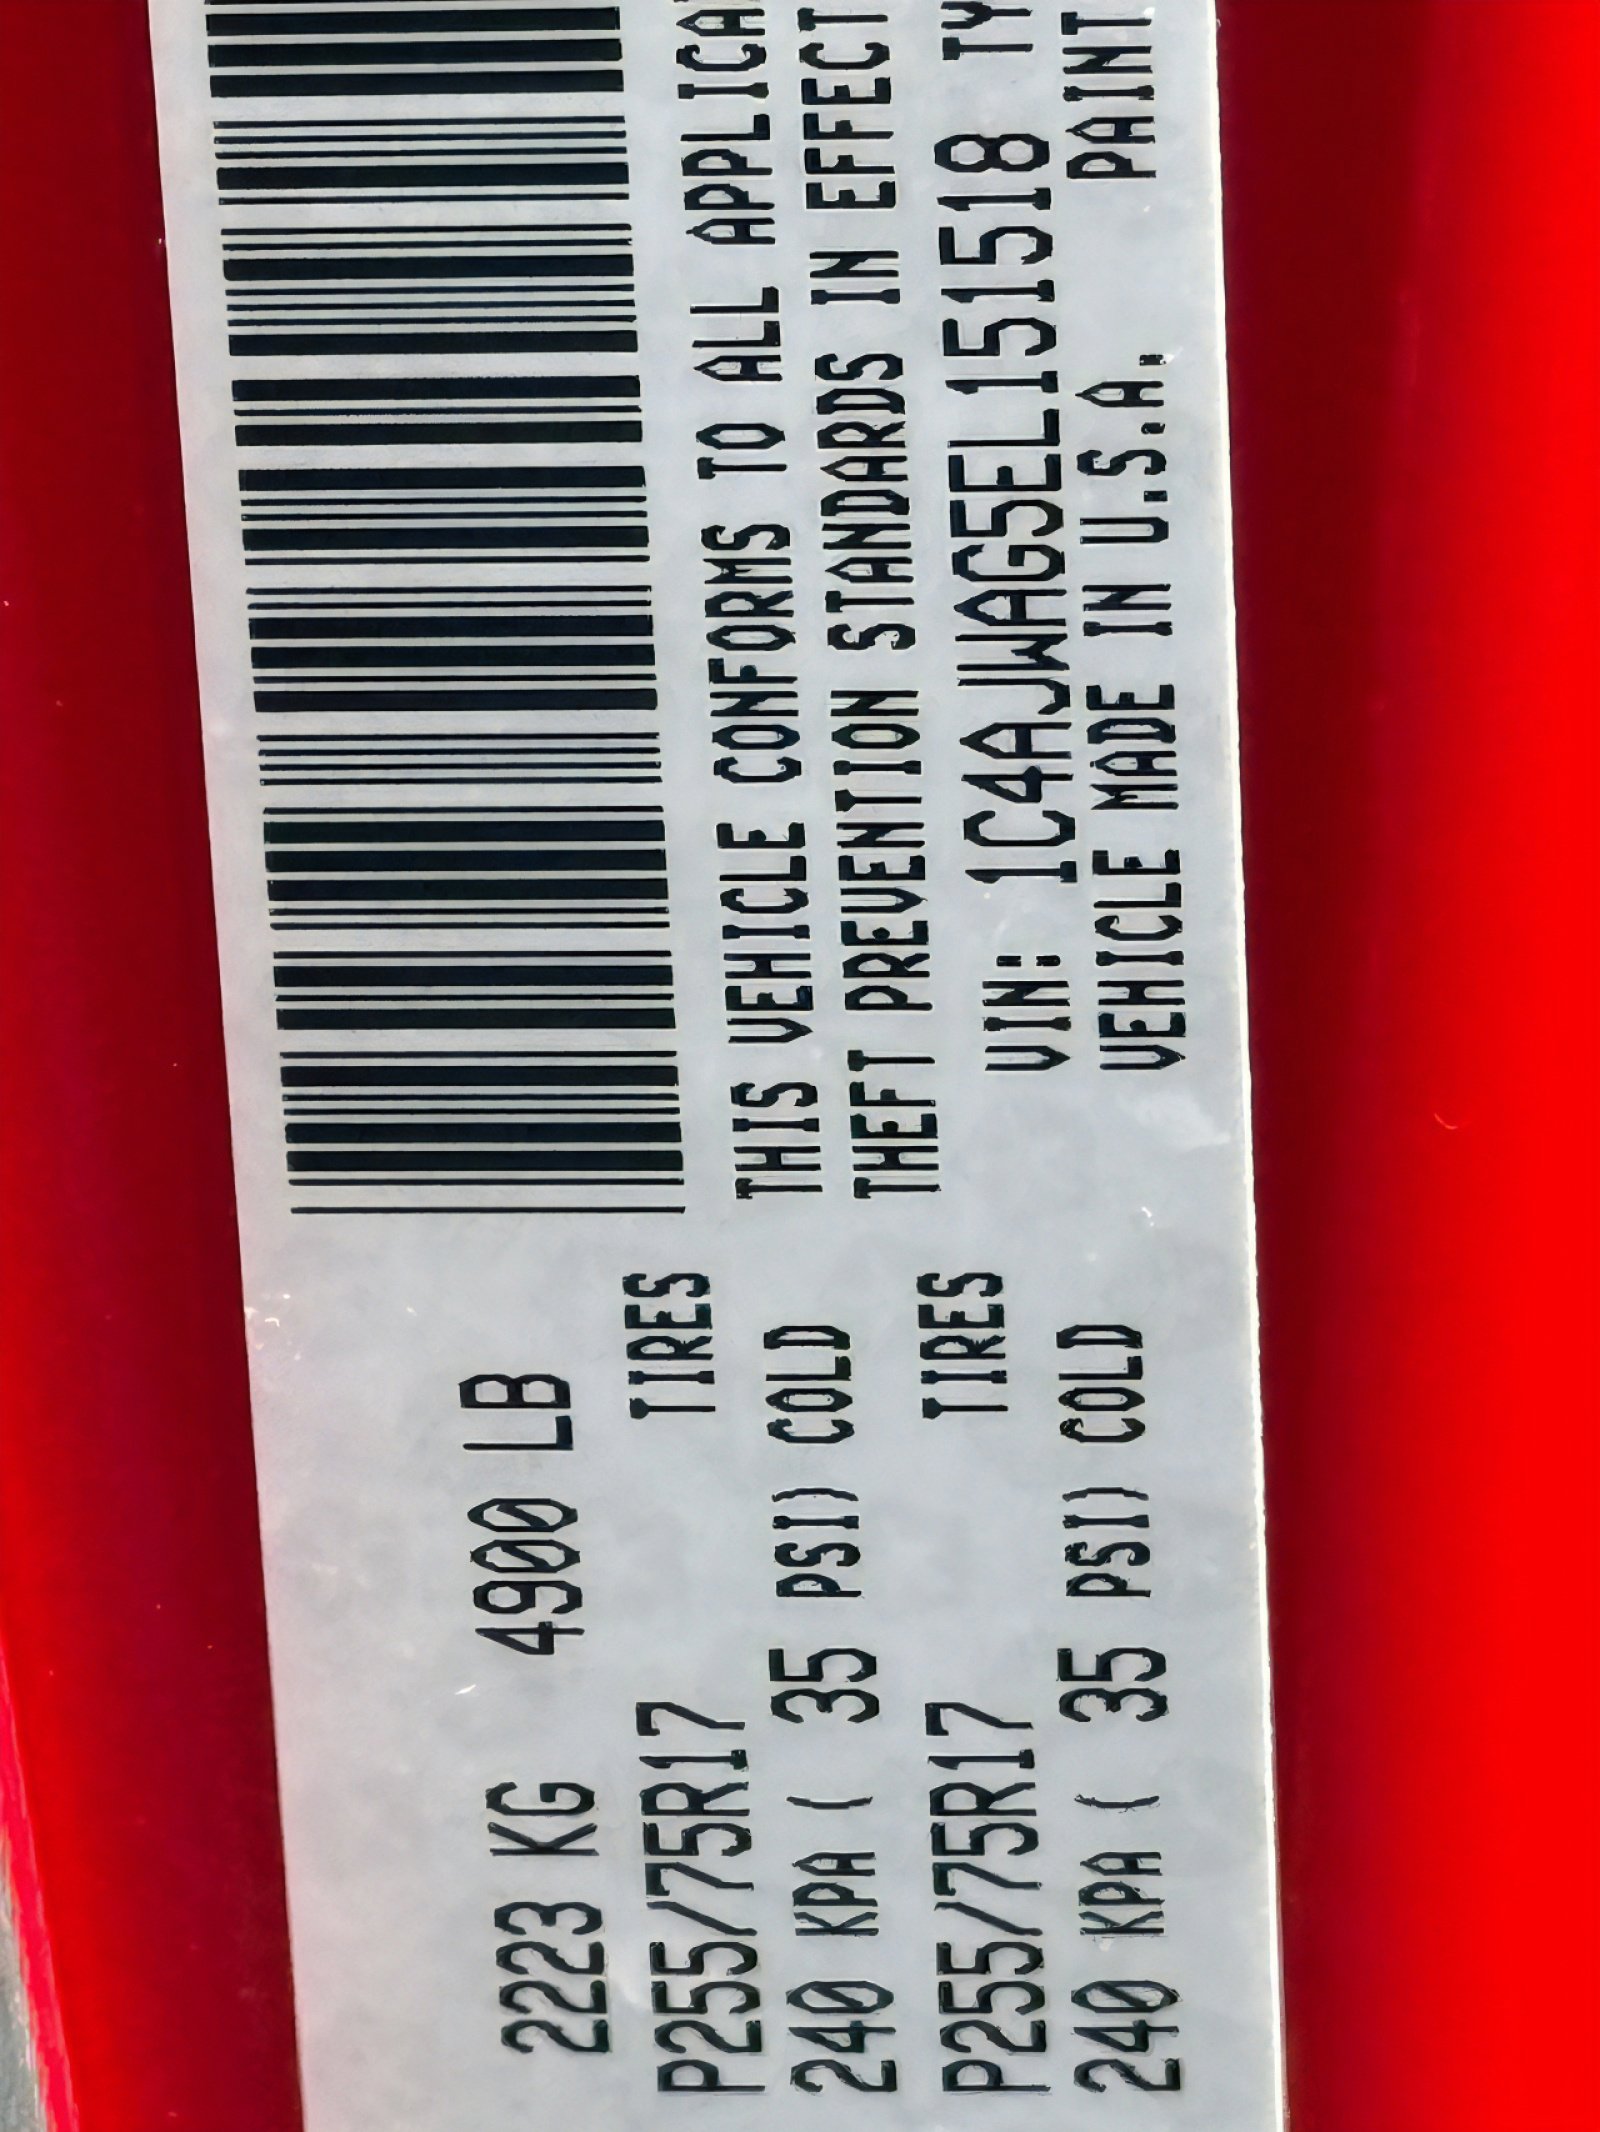 2223 KG 4900 LB
P255/75R17 TIRES
240 KPA ( 35 PSI) COLD
P255/75R17 TIRES
240 KPA ( 35 PSI) COLD
THIS VEHICLE CONFORMS TO ALL
THEFT PREVENTION STANDARDS IN EFFECT
VIN: 1C4AJWAG5EL151518 TY
VEHICLE MADE IN U.S.A. PAINT